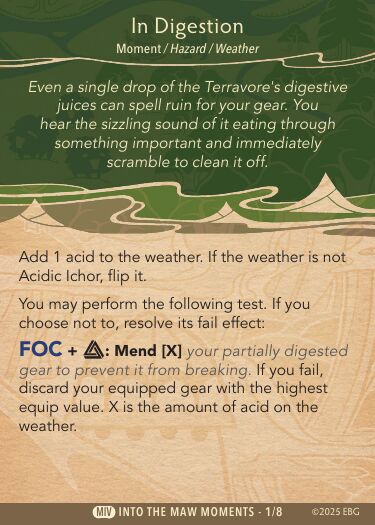 In Digestion
Moment / Hazard / Weather
Even a single drop of the Terravore's digestive
juices can spell ruin for your gear. You
hear the sizzling sound of it eating through
something important and immediately
scramble to clean it off.
Add 1 acid to the weather. If the weather is not
Acidic Ichor, flip it.
You may perform the following test. If you
choose not to, resolve its fail effect:
FOC + : Mend [X] your partially digested
gear to prevent it from breaking. If you fail,
discard your equipped gear with the highest
equip value. X is the amount of acid on the
weather.
MIV INTO THE MAW MOMENTS - 1/8 ©2025 EBG